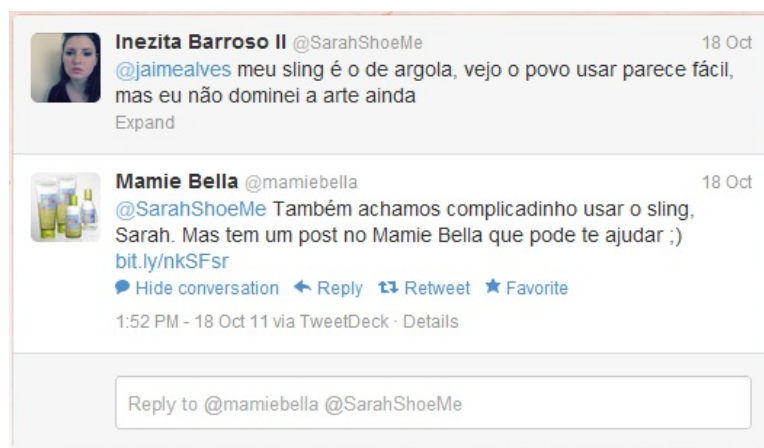 Inezita Barroso II @SarahShoeMe 18 Oct
@jaimealves meu sling é o de argola, vejo o povo usar parece fácil,
mas eu não dominei a arte ainda
Expand
Mamie Bella @mamiebella 18 Oct
@SarahShoeMe Também achamos complicadinho usar o sling,
Sarah. Mas tem um post no Mamie Bella que pode te ajudar ;)
bit.ly/nkSFsr
Hide conversation Reply Retweet Favorite
1:52 PM - 18 Oct 11 via TweetDeck · Details
Reply to @mamiebella @SarahShoeMe